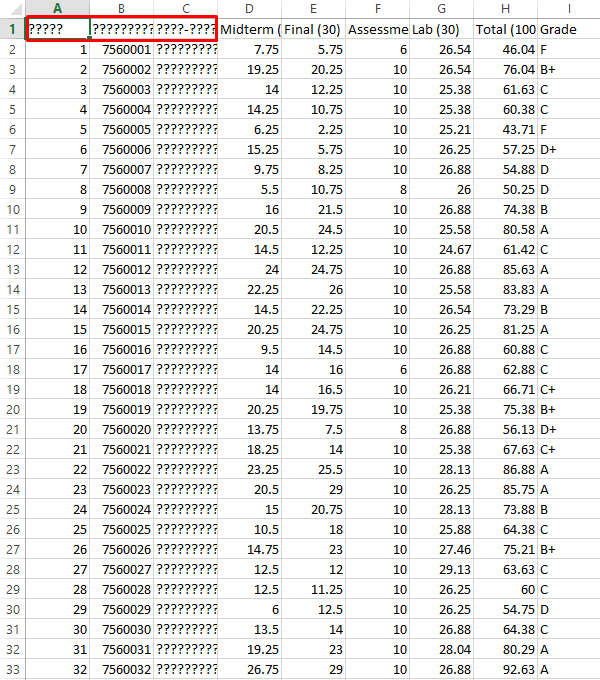 A B C D E F G H I
1 ????? ????????? ????-???? Midterm ( Final (30) Assessme Lab (30) Total (100 Grade
2 1 7560001 ????????? 7.75 5.75 6 26.54 46.04 F
3 2 7560002 ????????? 19.25 20.25 10 26.54 76.04 B+
4 3 7560003 ????????? 14 12.25 10 25.38 61.63 C
5 4 7560004 ????????? 14.25 10.75 10 25.38 60.38 C
6 5 7560005 ????????? 6.25 2.25 10 25.21 43.71 F
7 6 7560006 ????????? 15.25 5.75 10 26.25 57.25 D+
8 7 7560007 ????????? 9.75 8.25 10 26.88 54.88 D
9 8 7560008 ????????? 5.5 10.75 8 26 50.25 D
10 9 7560009 ????????? 16 21.5 10 26.88 74.38 B
11 10 7560010 ????????? 20.5 24.5 10 25.58 80.58 A
12 11 7560011 ????????? 14.5 12.25 10 24.67 61.42 C
13 12 7560012 ????????? 24 24.75 10 26.88 85.63 A
14 13 7560013 ????????? 22.25 26 10 25.58 83.83 A
15 14 7560014 ????????? 14.5 22.25 10 26.54 73.29 B
16 15 7560015 ????????? 20.25 24.75 10 26.25 81.25 A
17 16 7560016 ????????? 9.5 14.5 10 26.88 60.88 C
18 17 7560017 ????????? 14 16 6 26.88 62.88 C
19 18 7560018 ????????? 14 16.5 10 26.21 66.71 C+
20 19 7560019 ????????? 20.25 19.75 10 25.38 75.38 B+
21 20 7560020 ????????? 13.75 7.5 8 26.88 56.13 D+
22 21 7560021 ????????? 18.25 14 10 25.38 67.63 C+
23 22 7560022 ????????? 23.25 25.5 10 28.13 86.88 A
24 23 7560023 ????????? 20.5 29 10 26.25 85.75 A
25 24 7560024 ????????? 15 20.75 10 28.13 73.88 B
26 25 7560025 ????????? 10.5 18 10 25.88 64.38 C
27 26 7560026 ????????? 14.75 23 10 27.46 75.21 B+
28 27 7560027 ????????? 12.5 12 10 29.13 63.63 C
29 28 7560028 ????????? 12.5 11.25 10 26.25 60 C
30 29 7560029 ????????? 6 12.5 10 26.25 54.75 D
31 30 7560030 ????????? 13.5 14 10 26.88 64.38 C
32 31 7560031 ????????? 19.25 23 10 28.04 80.29 A
33 32 7560032 ????????? 26.75 29 10 26.88 92.63 A